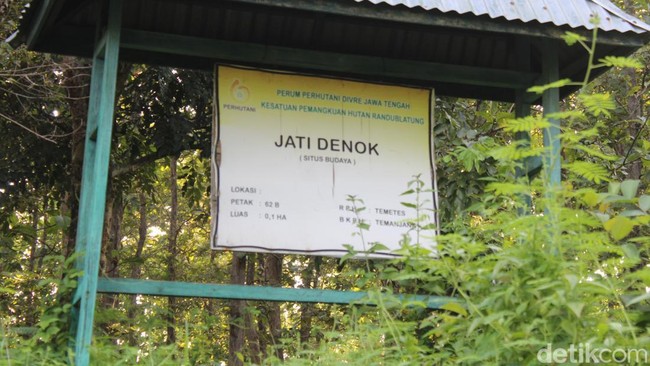 PERUM PERHUTANI DIVRE JAWA TENGAH
KESATUAN PEMANGKUAN HUTAN RANDUBLATUNG
PERHUTANI
JATI DENOK
( SITUS BUDAYA )
LOKASI :
PETAK : 62 B
LUAS : 0,1 HA
TEMETES
detikcom